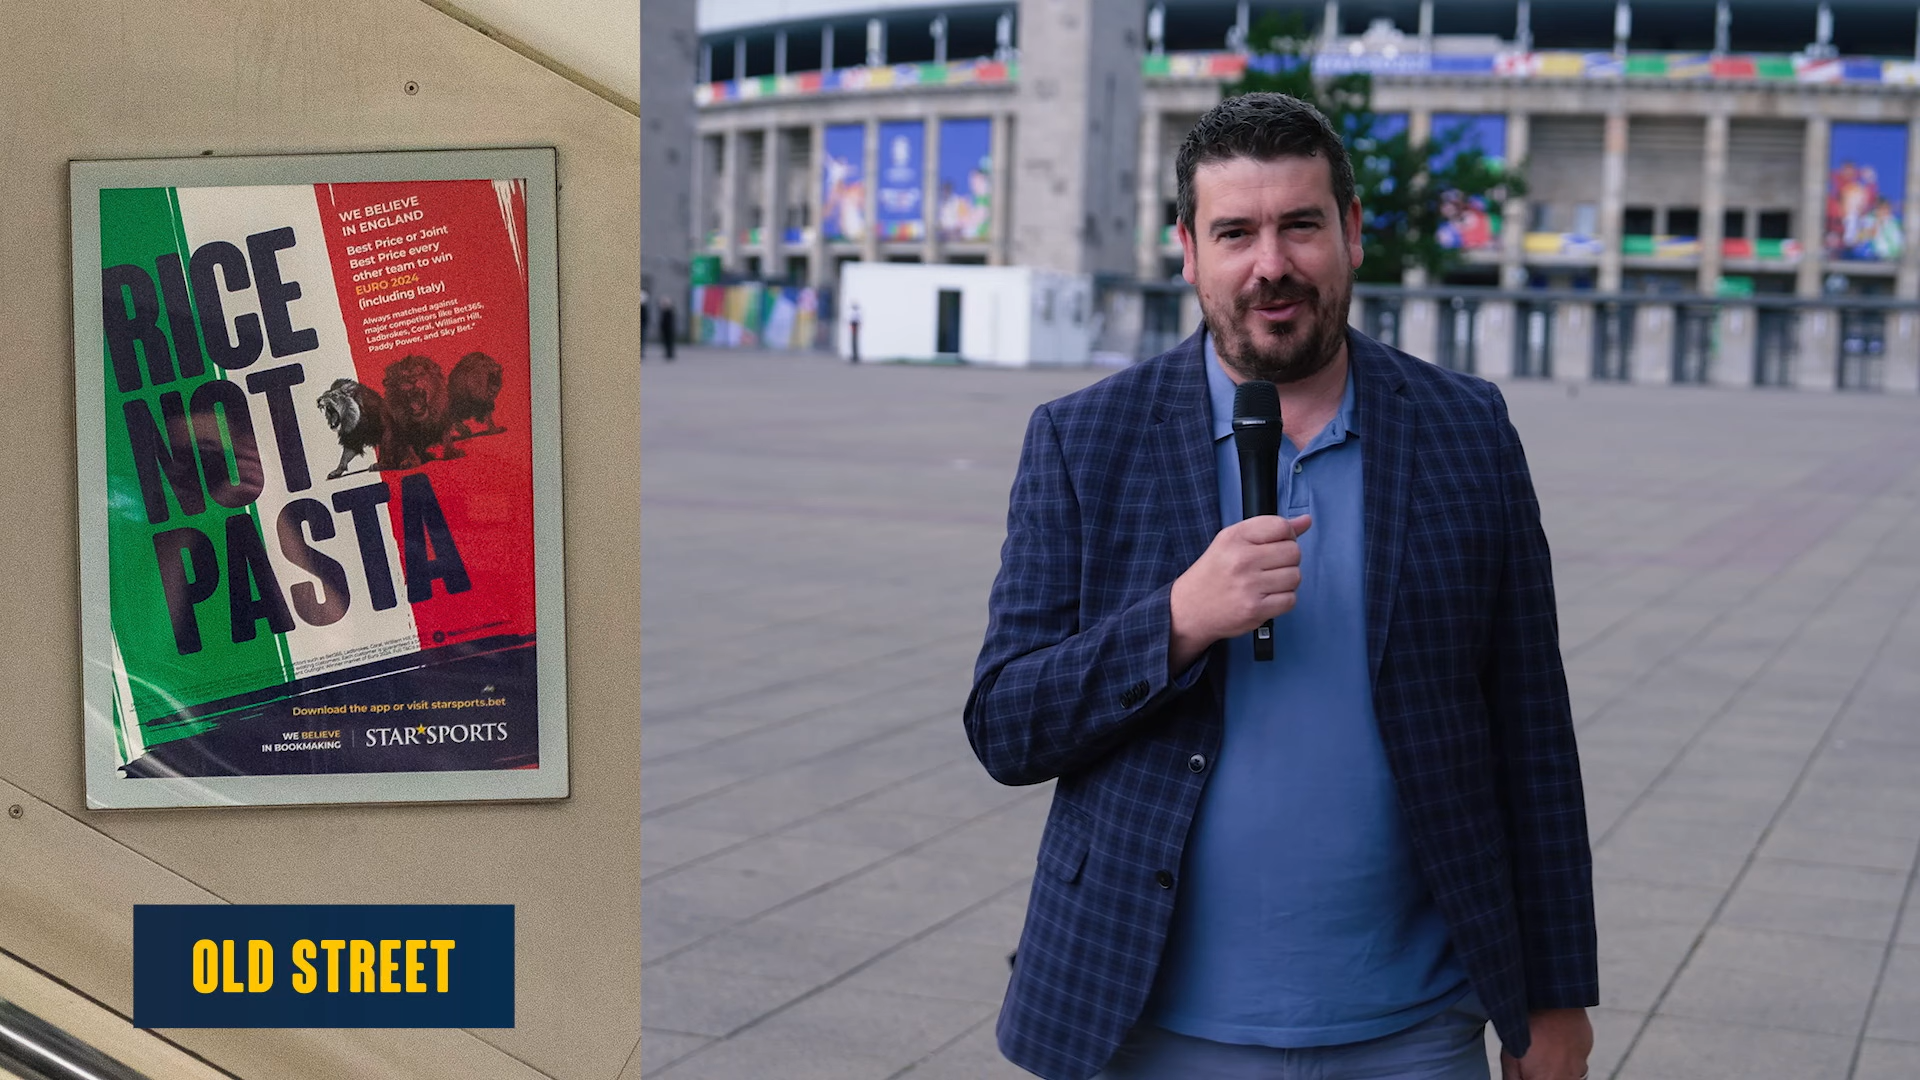 RICE
NOT
PASTA
WE BELIEVE
IN ENGLAND
Best Price or Joint
Best Price every
other team to win
EURO 2024
(including Italy)
Always matched against
major competitors like Bet365,
Ladbrokes, Coral, William Hill,
Paddy Power, and Sky Bet.*
Download the app or visit starsports.bet
WE BELIEVE
IN BOOKMAKING
STAR SPORTS
OLD STREET